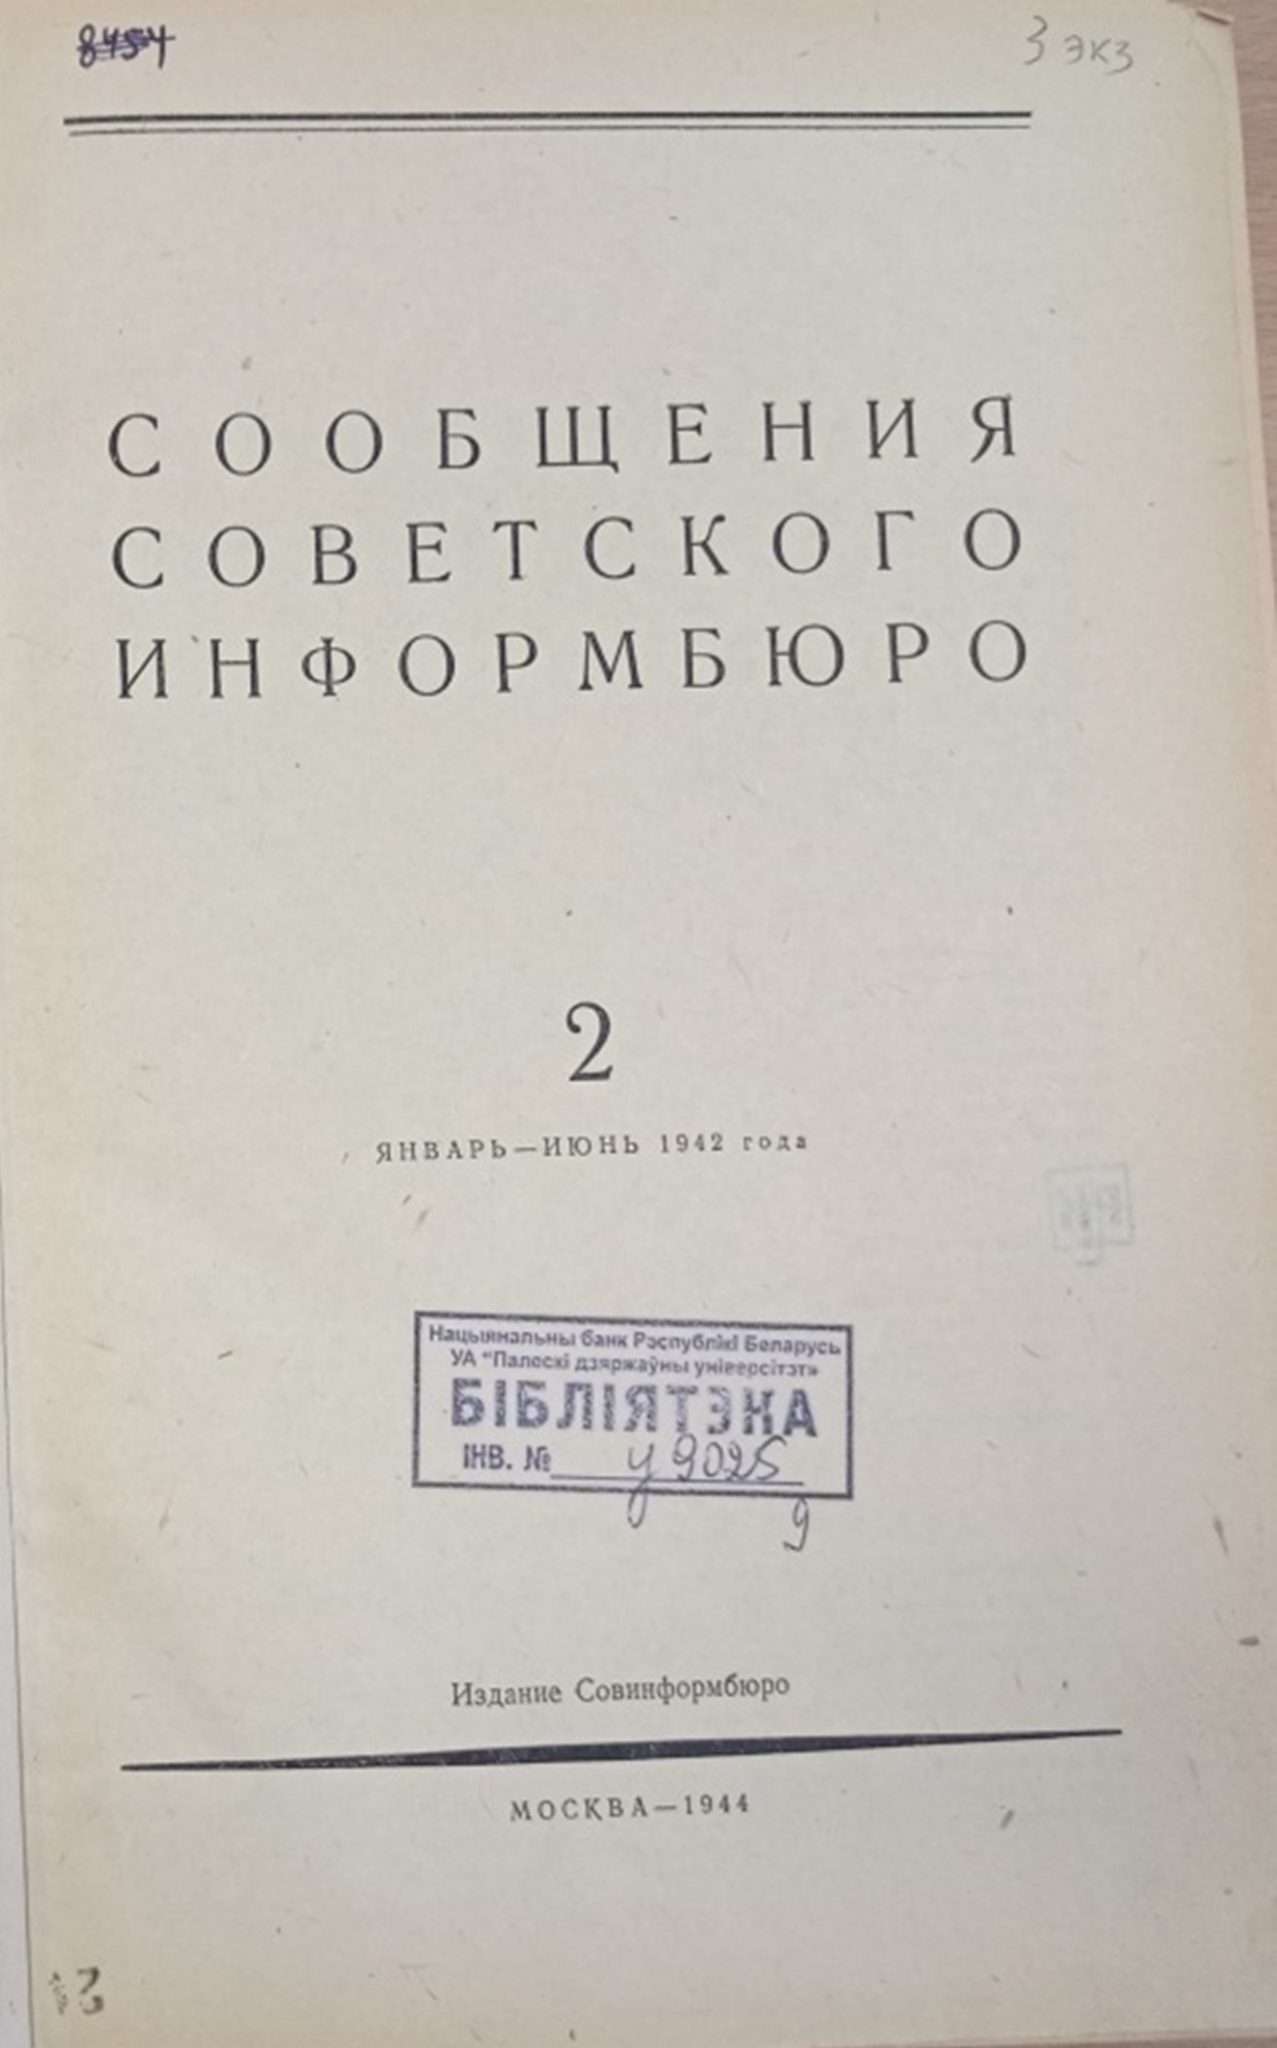 8454
3 экз
СООБЩЕНИЯ
СОВЕТСКОГО
ИНФОРМБЮРО
2
ЯНВАРЬ—ИЮНЬ 1942 года
Нацыянальны банк Рэспублікі Беларусь
УА "Палескі дзяржаўны універсітэт"
БІБЛІЯТЭКА
ІНВ. № у 9025
9
Издание Совинформбюро
МОСКВА—1944